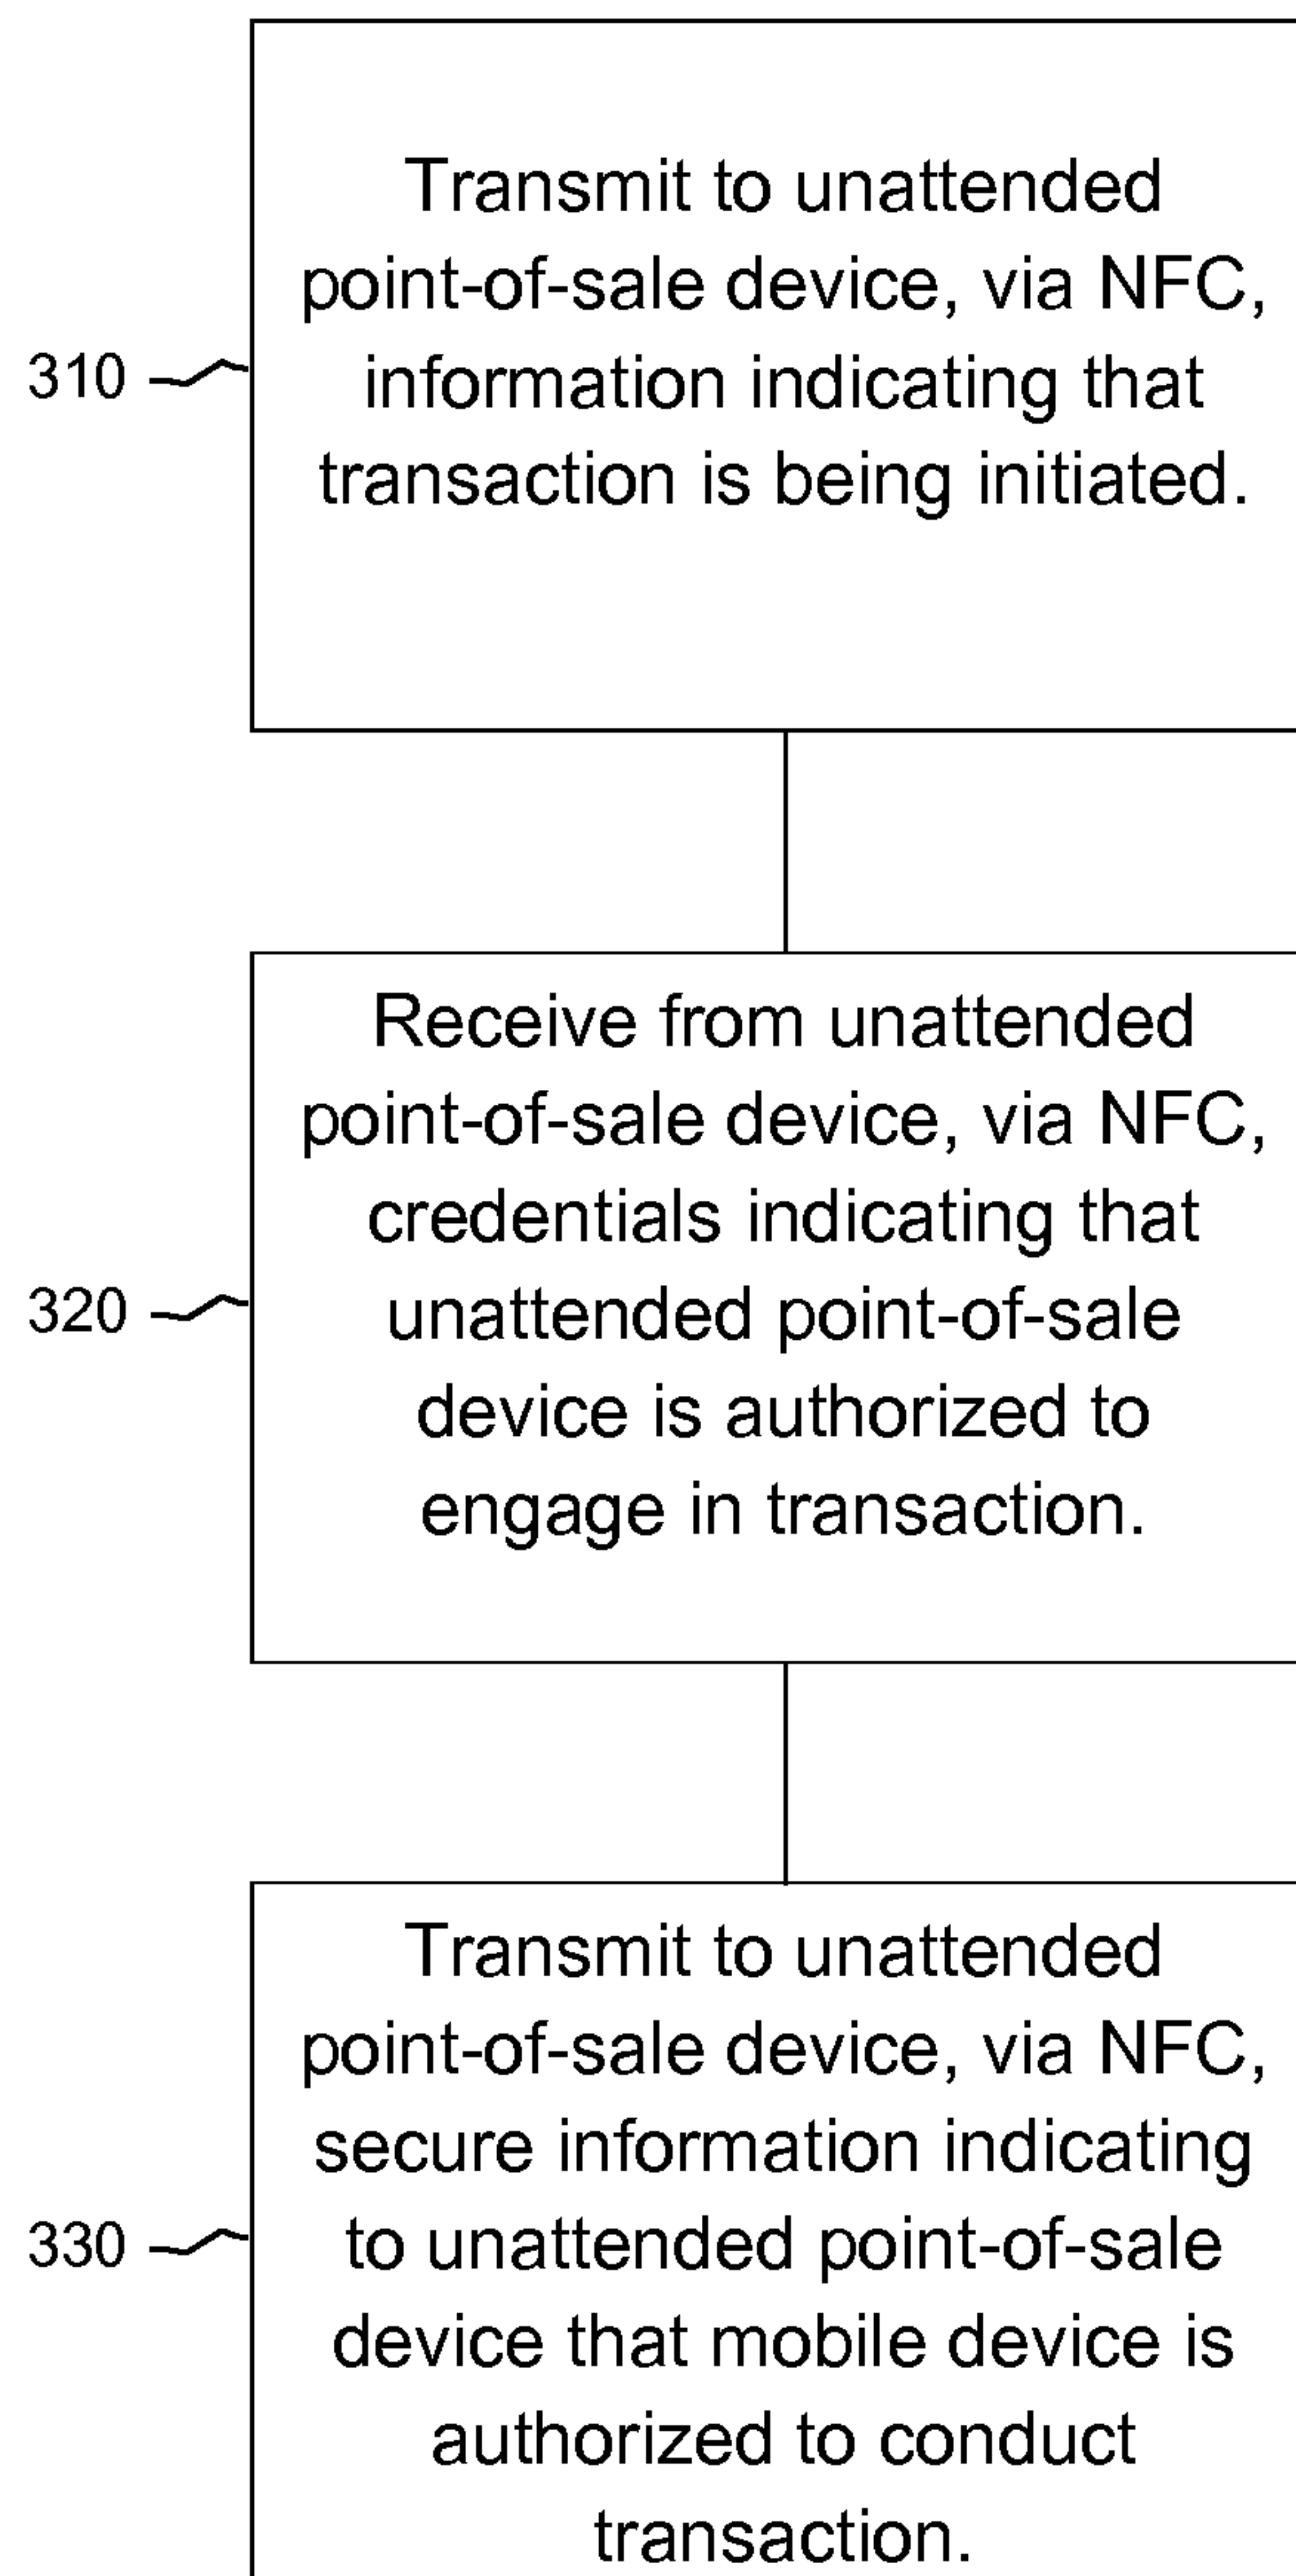 Transmit to unattended
point-of-sale device, via NFC,
information indicating that
transaction is being initiated.
310
Receive from unattended
point-of-sale device, via NFC,
credentials indicating that
unattended point-of-sale
device is authorized to
engage in transaction.
320
Transmit to unattended
point-of-sale device, via NFC,
secure information indicating
to unattended point-of-sale
device that mobile device is
authorized to conduct
transaction.
330